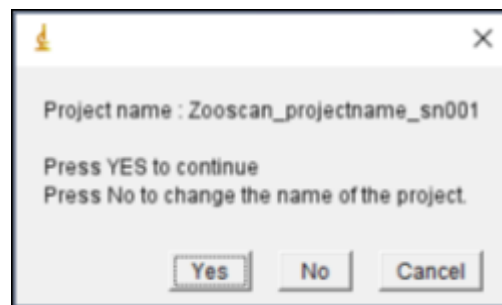 Project name : Zooscan_projectname_sn001
Press YES to continue
Press No to change the name of the project.
Yes
No
Cancel